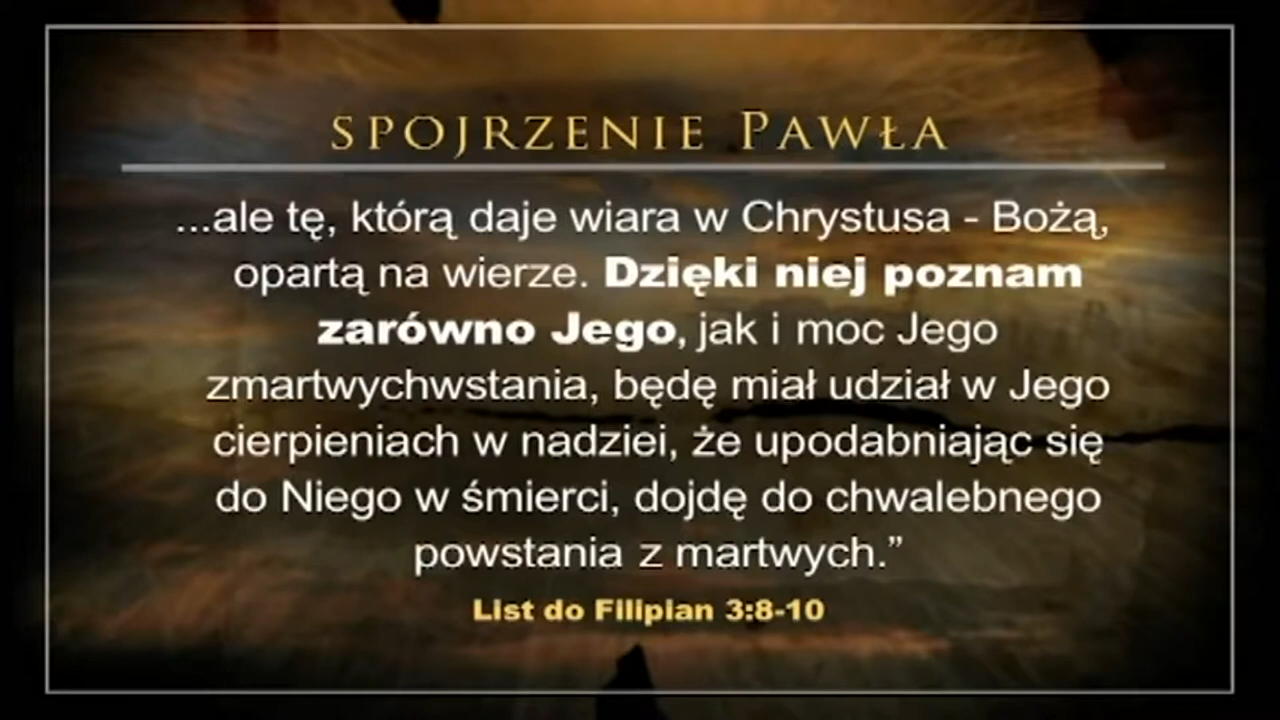 SPOJRZENIE PAWŁA
...ale tę, którą daje wiara w Chrystusa - Bożą,
opartą na wierze. Dzięki niej poznam
zarówno Jego, jak i moc Jego
zmartwychwstania, będę miał udział w Jego
cierpieniach w nadziei, że upodabniając się
do Niego w śmierci, dojdę do chwalebnego
powstania z martwych.”
List do Filipian 3:8-10